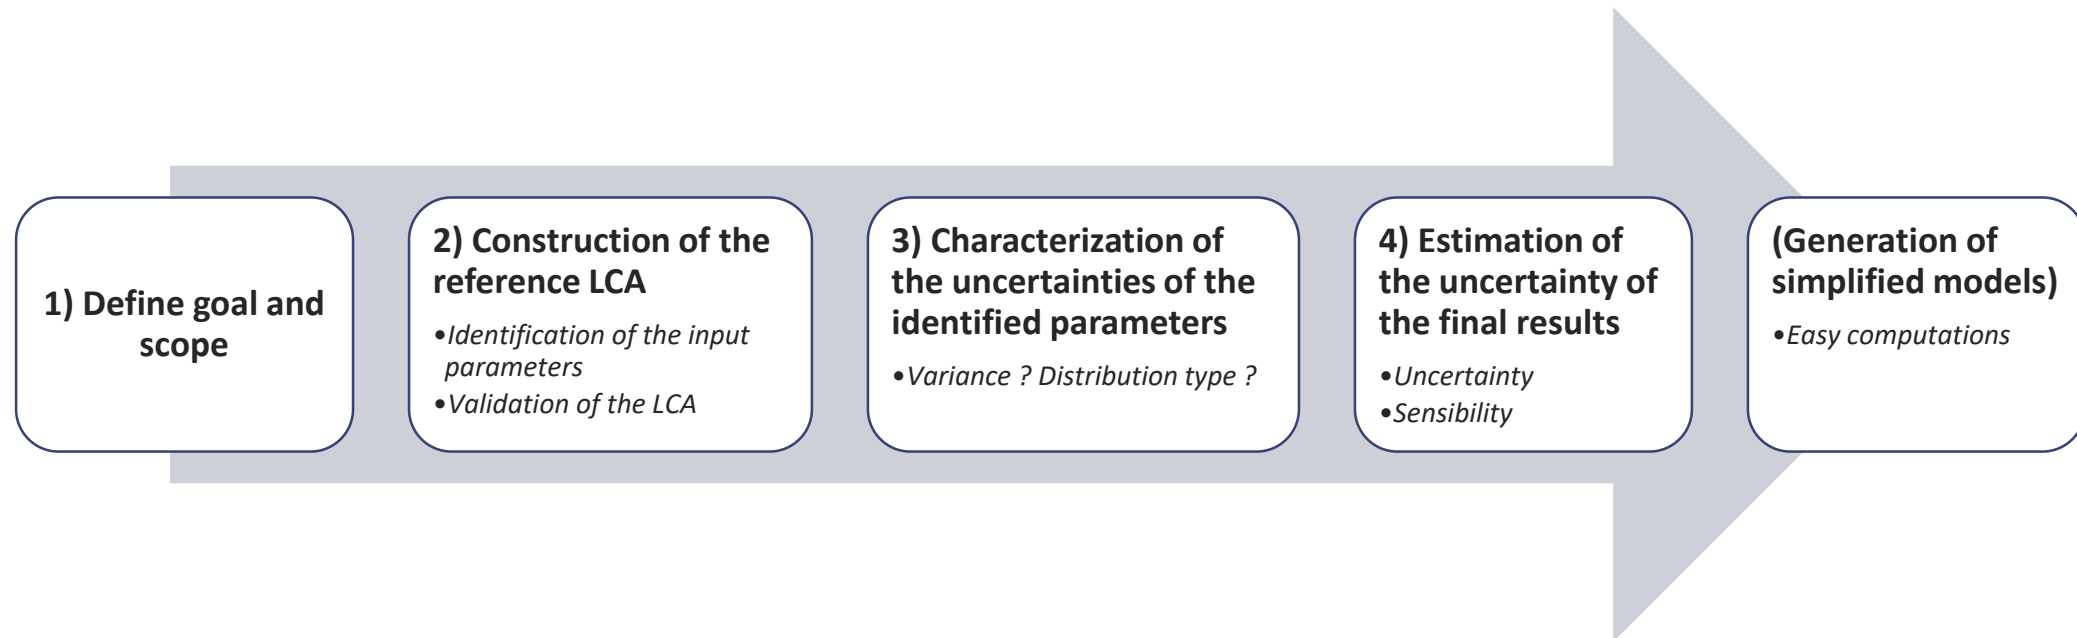 1) Define goal and
scope
2) Construction of the
reference LCA
•Identification of the input
parameters
•Validation of the LCA
3) Characterization of
the uncertainties of the
identified parameters
•Variance ? Distribution type ?
4) Estimation of
the uncertainty of
the final results
•Uncertainty
•Sensibility
(Generation of
simplified models)
•Easy computations